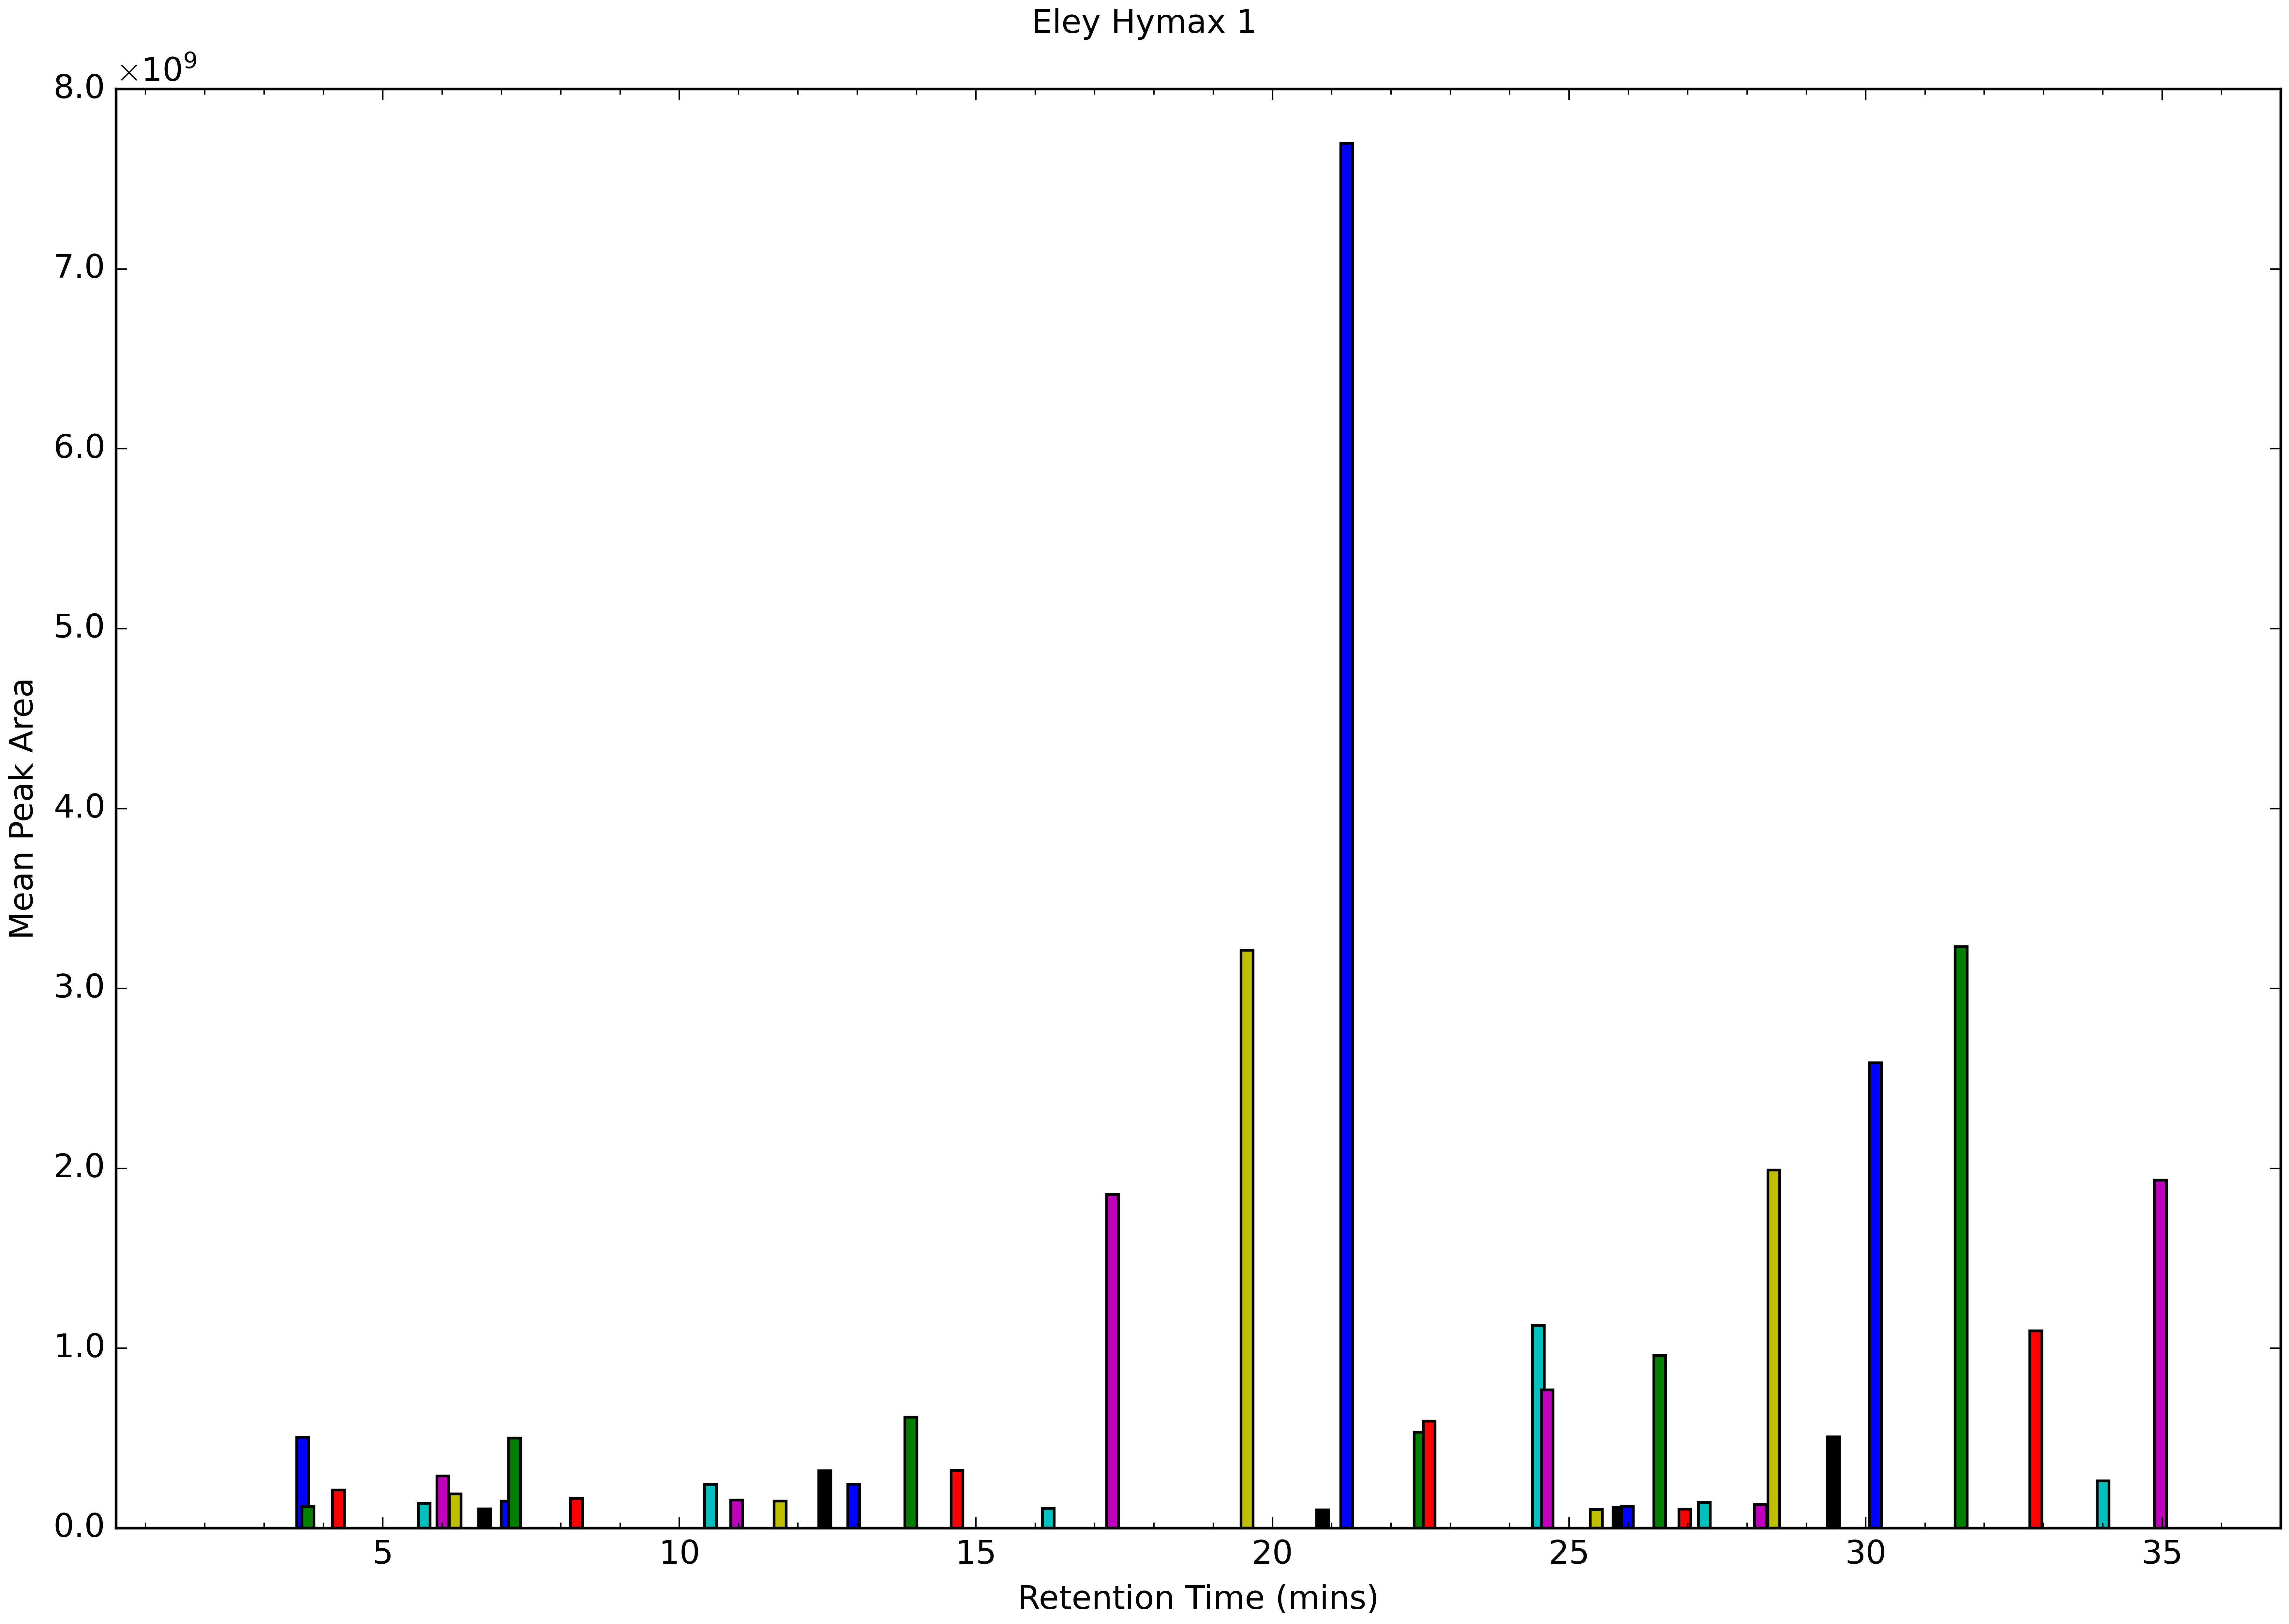 Eley Hymax 1
×10⁹
8.0
7.0
6.0
5.0
4.0
3.0
2.0
1.0
0.0
Mean Peak Area
5 10 15 20 25 30 35
Retention Time (mins)